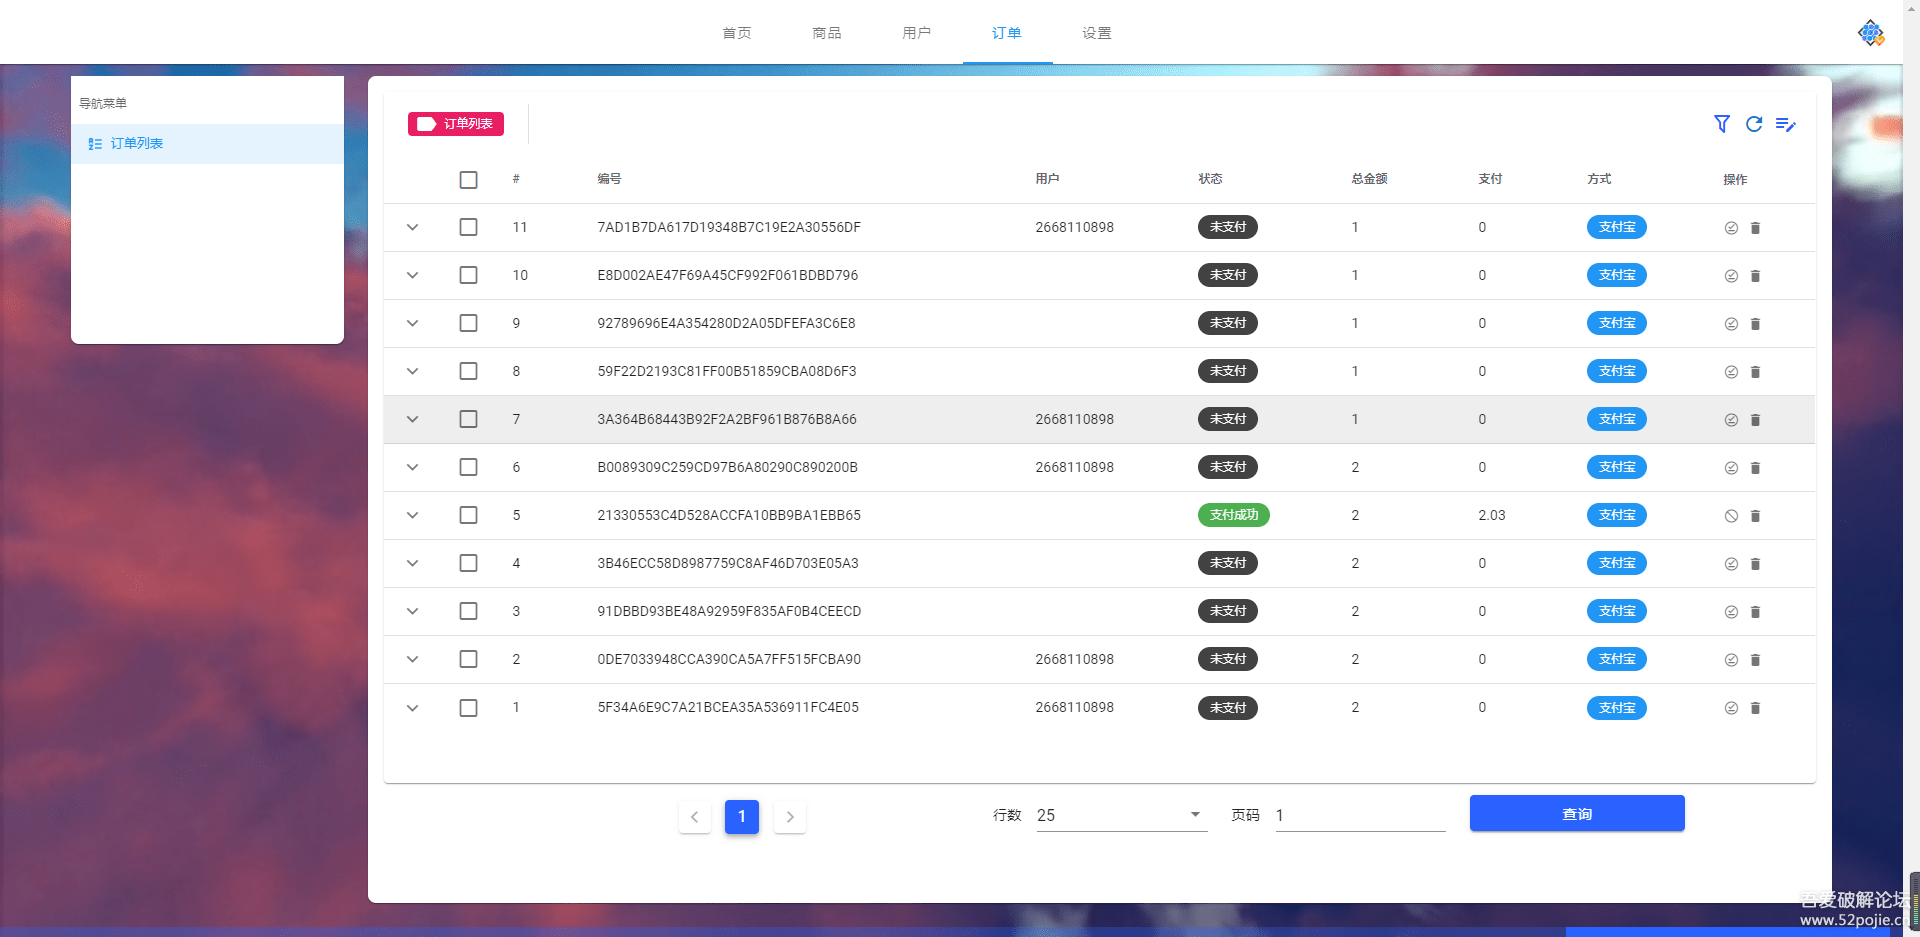 首页 商品 用户 订单 设置
导航菜单
订单列表
订单列表
# 编号 用户 状态 总金额 支付 方式 操作
11 7AD1B7DA617D19348B7C19E2A30556DF 2668110898 未支付 1 0 支付宝
10 E8D002AE47F69A45CF992F061BDBD796 未支付 1 0 支付宝
9 92789696E4A354280D2A05DFEFA3C6E8 未支付 1 0 支付宝
8 59F22D2193C81FF00B51859CBA08D6F3 未支付 1 0 支付宝
7 3A364B68443B92F2A2BF961B876B8A66 2668110898 未支付 1 0 支付宝
6 B0089309C259CD97B6A80290C890200B 2668110898 未支付 2 0 支付宝
5 21330553C4D528ACCFA10BB9BA1EBB65 支付成功 2 2.03 支付宝
4 3B46ECC58D8987759C8AF46D703E05A3 未支付 2 0 支付宝
3 91DBBD93BE48A92959F835AF0B4CEECD 未支付 2 0 支付宝
2 0DE7033948CCA390CA5A7FF515FCBA90 2668110898 未支付 2 0 支付宝
1 5F34A6E9C7A21BCEA35A536911FC4E05 2668110898 未支付 2 0 支付宝
1 行数 25 页码 1 查询
吾爱破解论坛
www.52pojie.cn